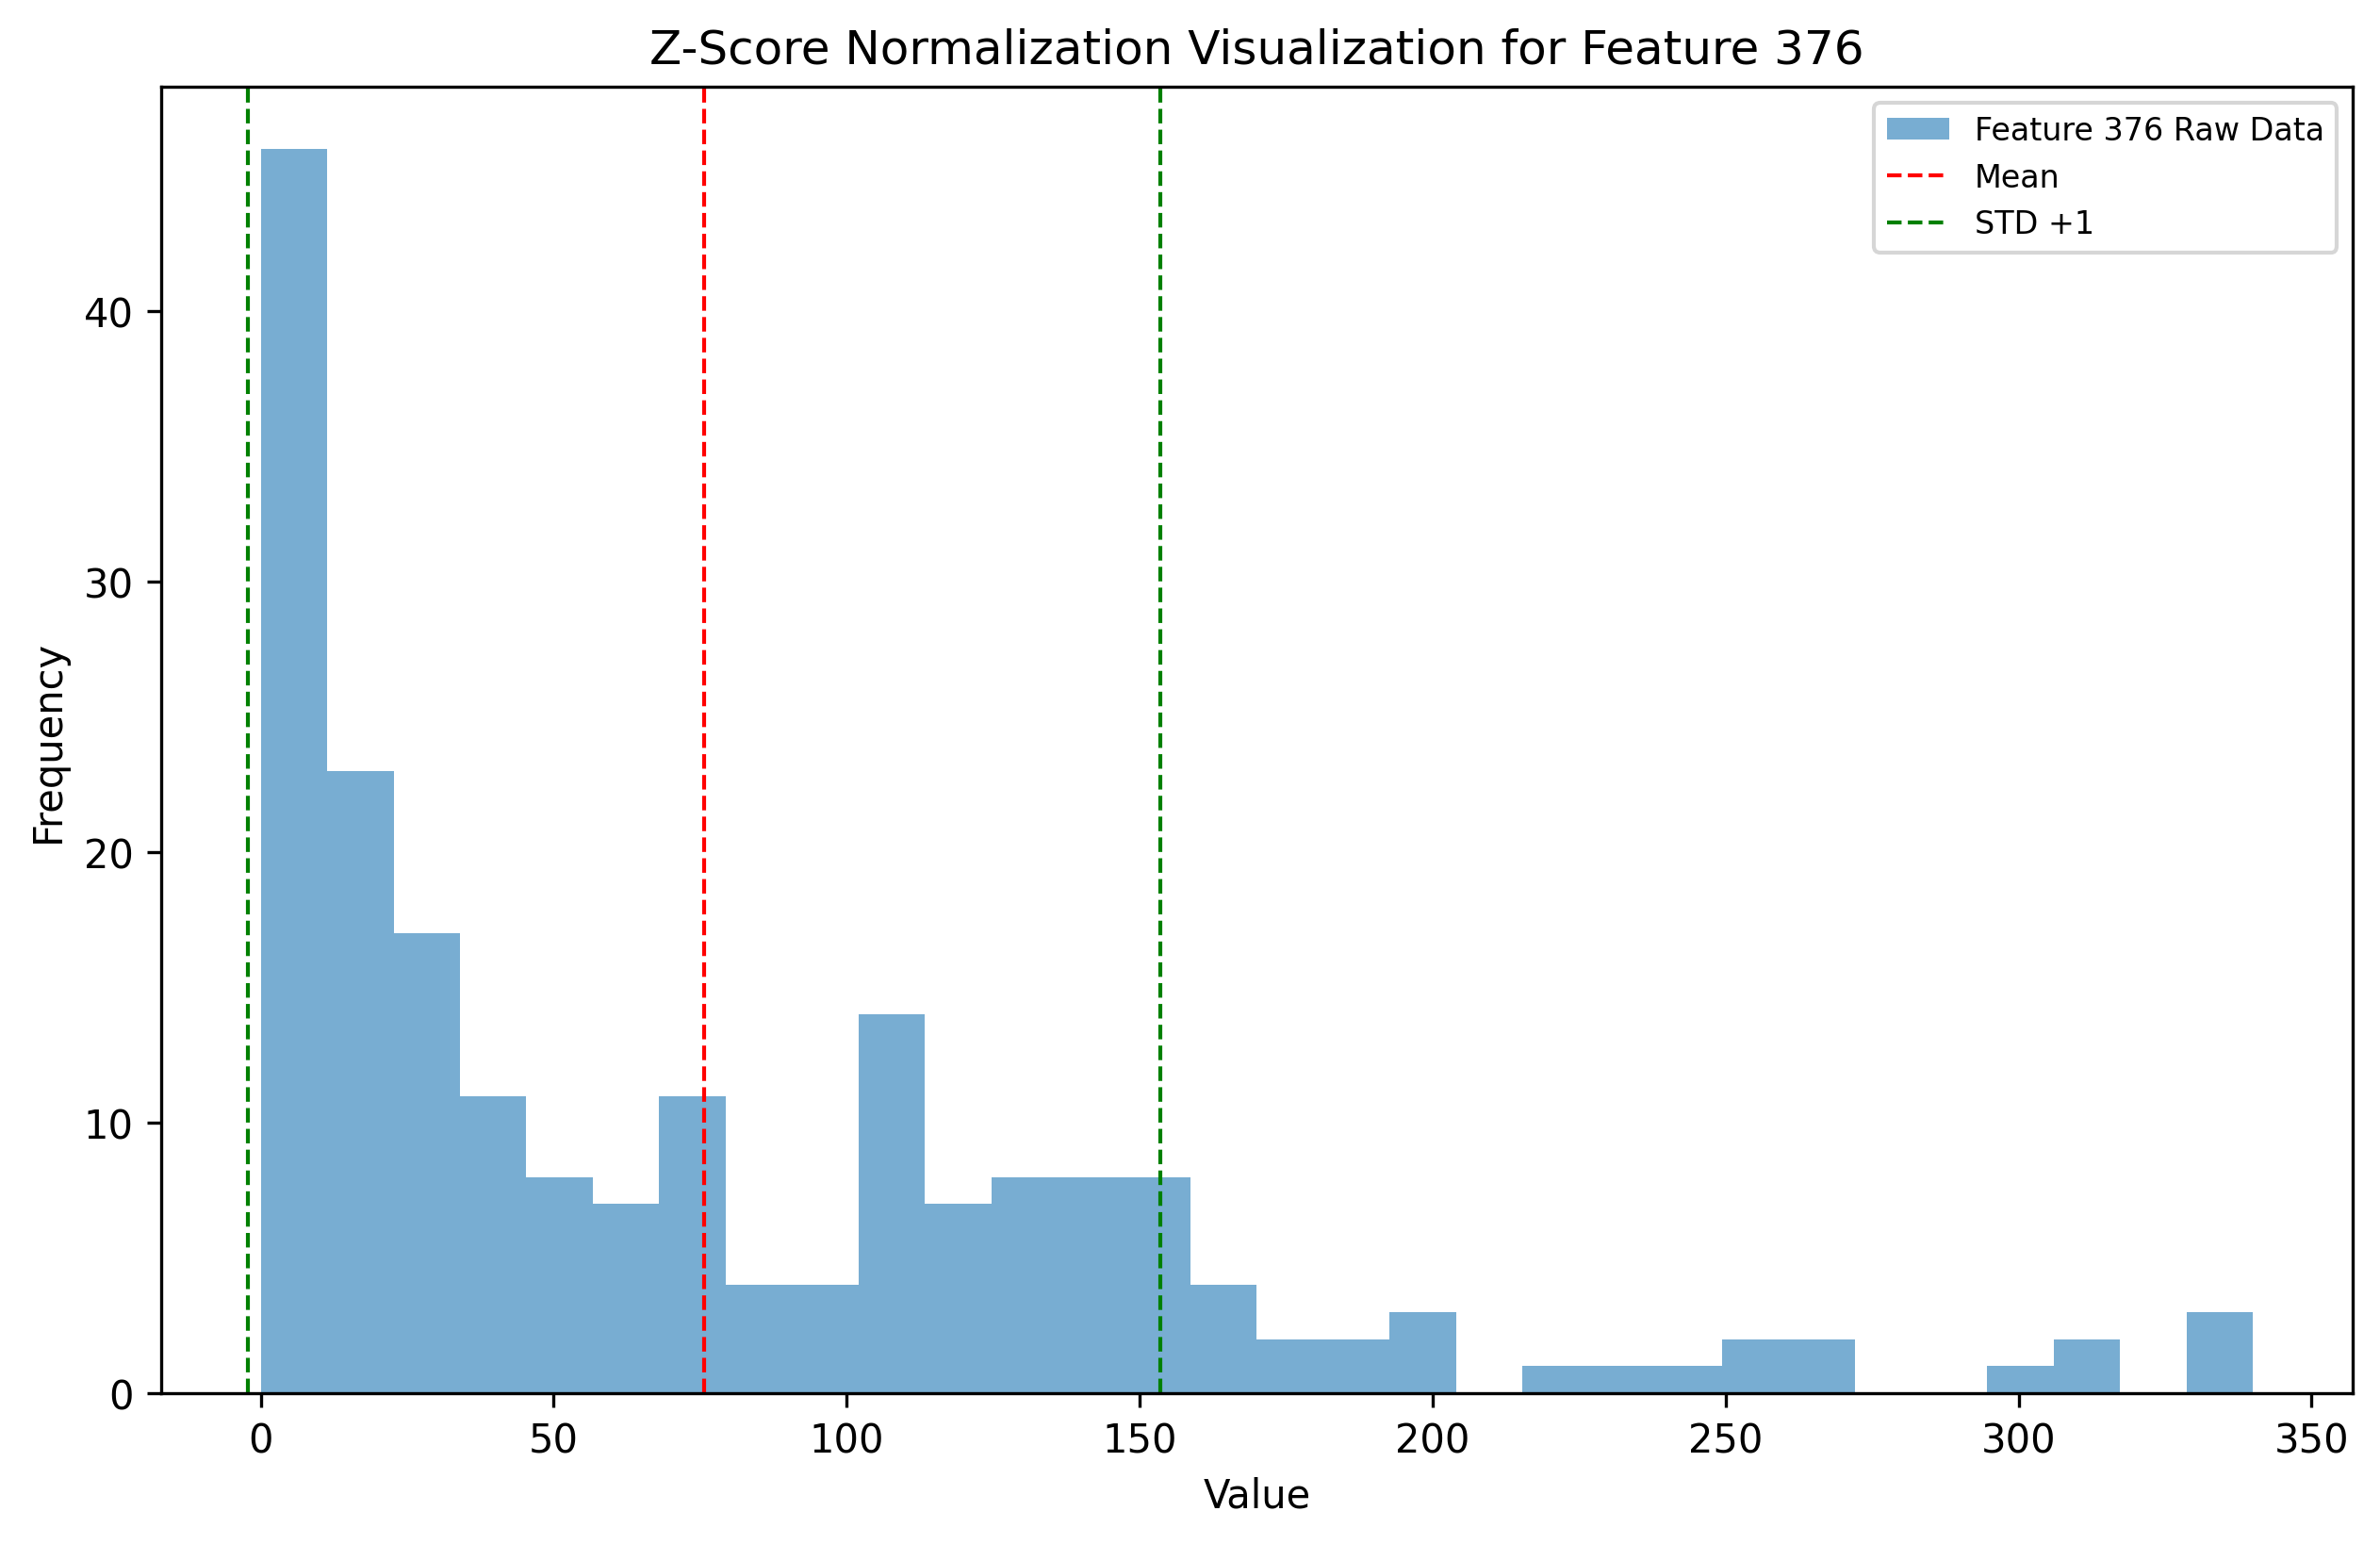 Z-Score Normalization Visualization for Feature 376
Feature 376 Raw Data
Mean
STD +1
Frequency
40
30
20
10
0
0 50 100 150 200 250 300 350
Value